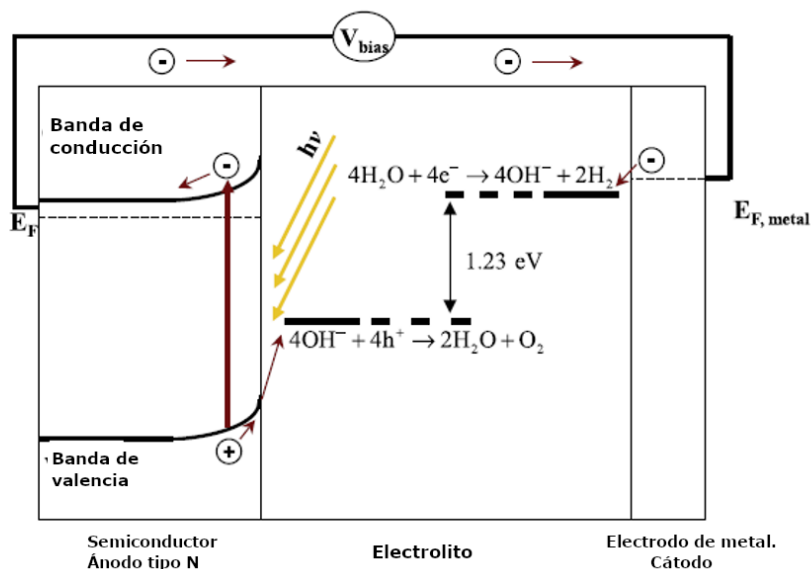 V_bias
-
-
Banda de
conducción
-
hν
-
4H₂O + 4e⁻ → 4OH⁻ + 2H₂
E_F
E_F, metal
1.23 eV
4OH⁻ + 4h⁺ → 2H₂O + O₂
+
Banda de
valencia
Semiconductor
Ánodo tipo N
Electrolito
Electrodo de metal.
Cátodo